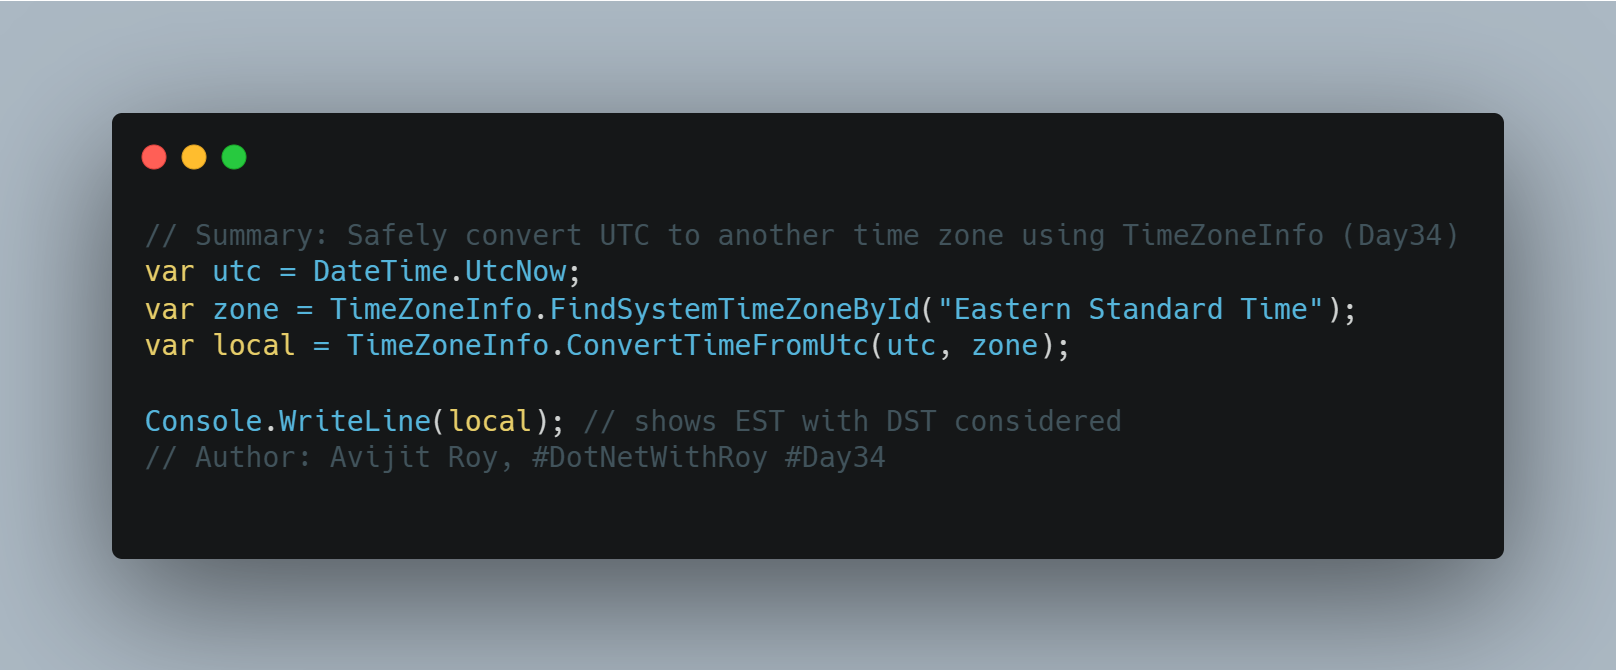 // Summary: Safely convert UTC to another time zone using TimeZoneInfo (Day34)
var utc = DateTime.UtcNow;
var zone = TimeZoneInfo.FindSystemTimeZoneById("Eastern Standard Time");
var local = TimeZoneInfo.ConvertTimeFromUtc(utc, zone);
Console.WriteLine(local); // shows EST with DST considered
// Author: Avijit Roy, #DotNetWithRoy #Day34